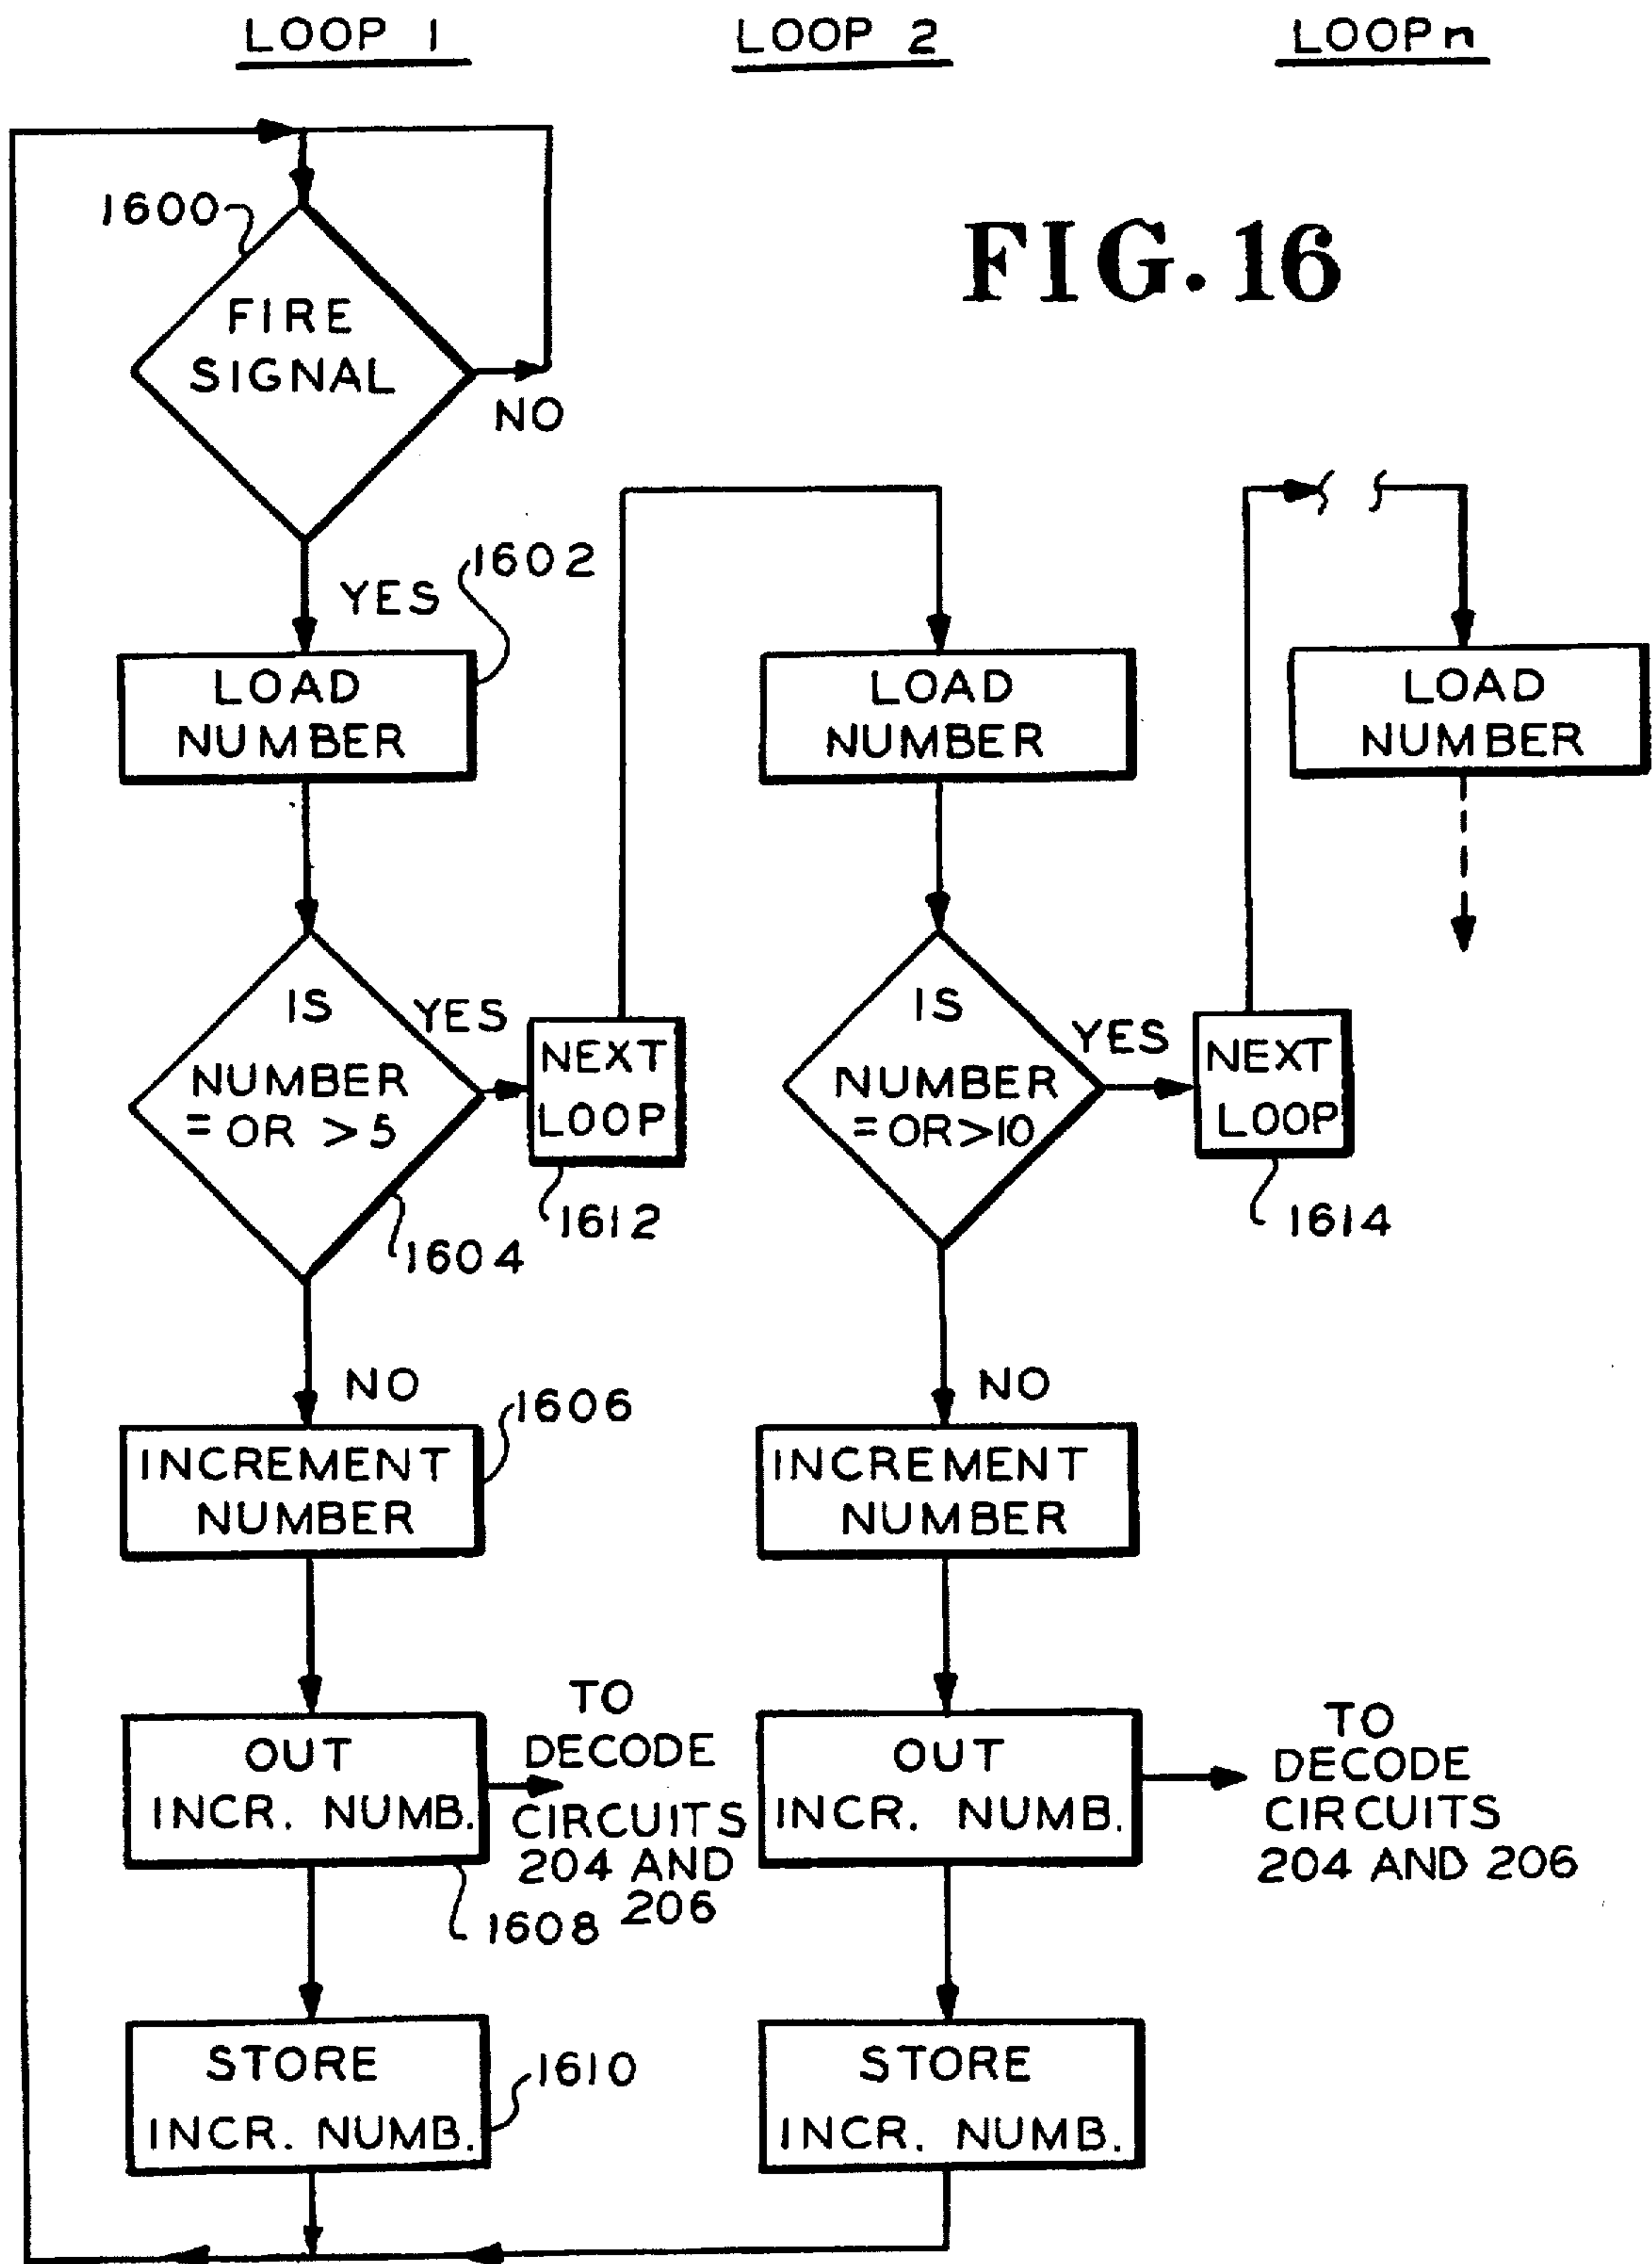 LOOP 1
LOOP 2
LOOP n
FIG. 16
1600
FIRE
SIGNAL
NO
YES
1602
LOAD
NUMBER
IS
NUMBER
= OR > 5
YES
1604
NEXT
LOOP
1612
NO
1606
INCREMENT
NUMBER
OUT
INCR. NUMB.
TO
DECODE
CIRCUITS
204 AND
206
1608
STORE
INCR. NUMB.
1610
LOAD
NUMBER
IS
NUMBER
= OR > 10
YES
NEXT
LOOP
1614
NO
INCREMENT
NUMBER
OUT
INCR. NUMB.
TO
DECODE
CIRCUITS
204 AND 206
STORE
INCR. NUMB.
LOAD
NUMBER